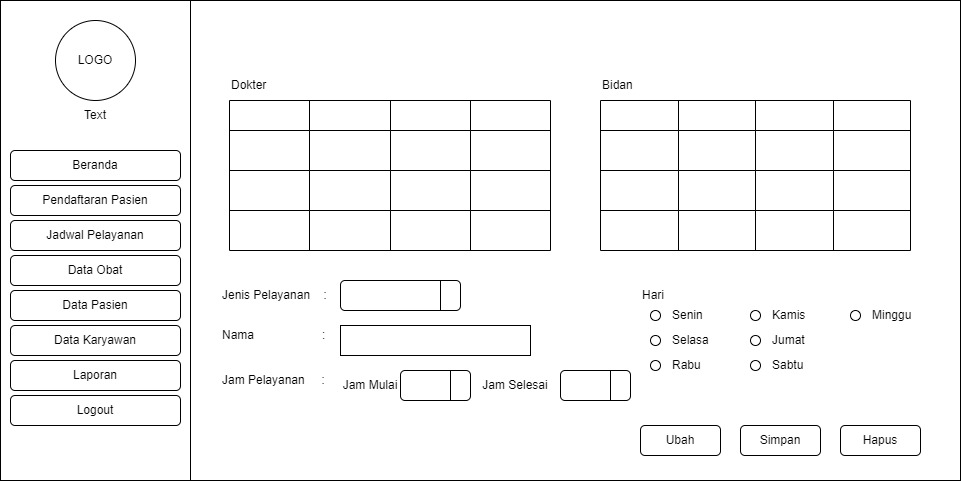 LOGO
Text
Beranda
Pendaftaran Pasien
Jadwal Pelayanan
Data Obat
Data Pasien
Data Karyawan
Laporan
Logout
Dokter
Bidan
Jenis Pelayanan :
Nama :
Jam Pelayanan : Jam Mulai Jam Selesai
Hari
Senin Kamis Minggu
Selasa Jumat
Rabu Sabtu
Ubah Simpan Hapus